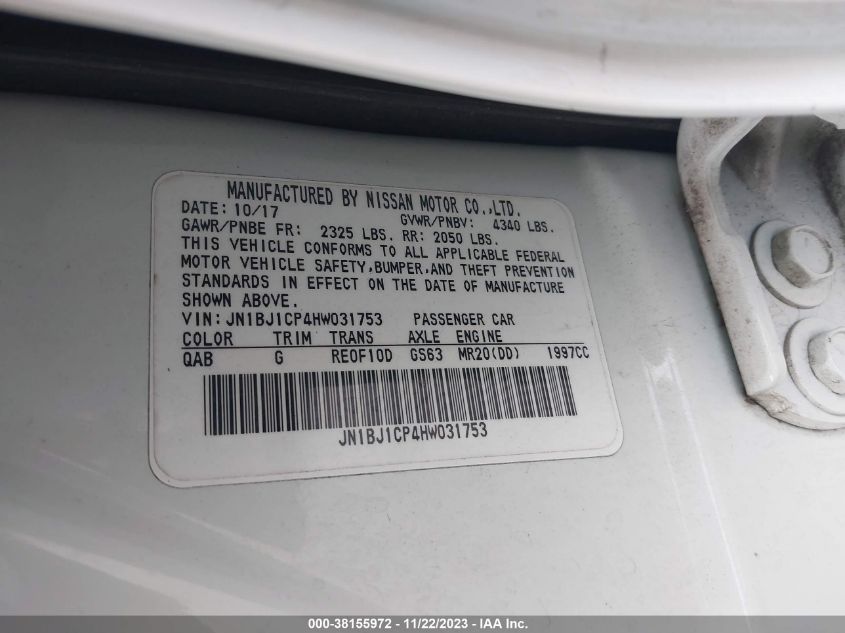 MANUFACTURED BY NISSAN MOTOR CO.,LTD.
DATE: 10/17 GVWR/PNBV: 4340 LBS.
GAWR/PNBE FR: 2325 LBS. RR: 2050 LBS.
THIS VEHICLE CONFORMS TO ALL APPLICABLE FEDERAL
MOTOR VEHICLE SAFETY,BUMPER,AND THEFT PREVENTION
STANDARDS IN EFFECT ON THE DATE OF MANUFACTURE
SHOWN ABOVE.
VIN: JN1BJ1CP4HW031753 PASSENGER CAR
COLOR TRIM TRANS AXLE ENGINE
QAB G RE0F10D GS63 MR20(DD) 1997CC
JN1BJ1CP4HW031753
000-38155972 - 11/22/2023 - IAA Inc.